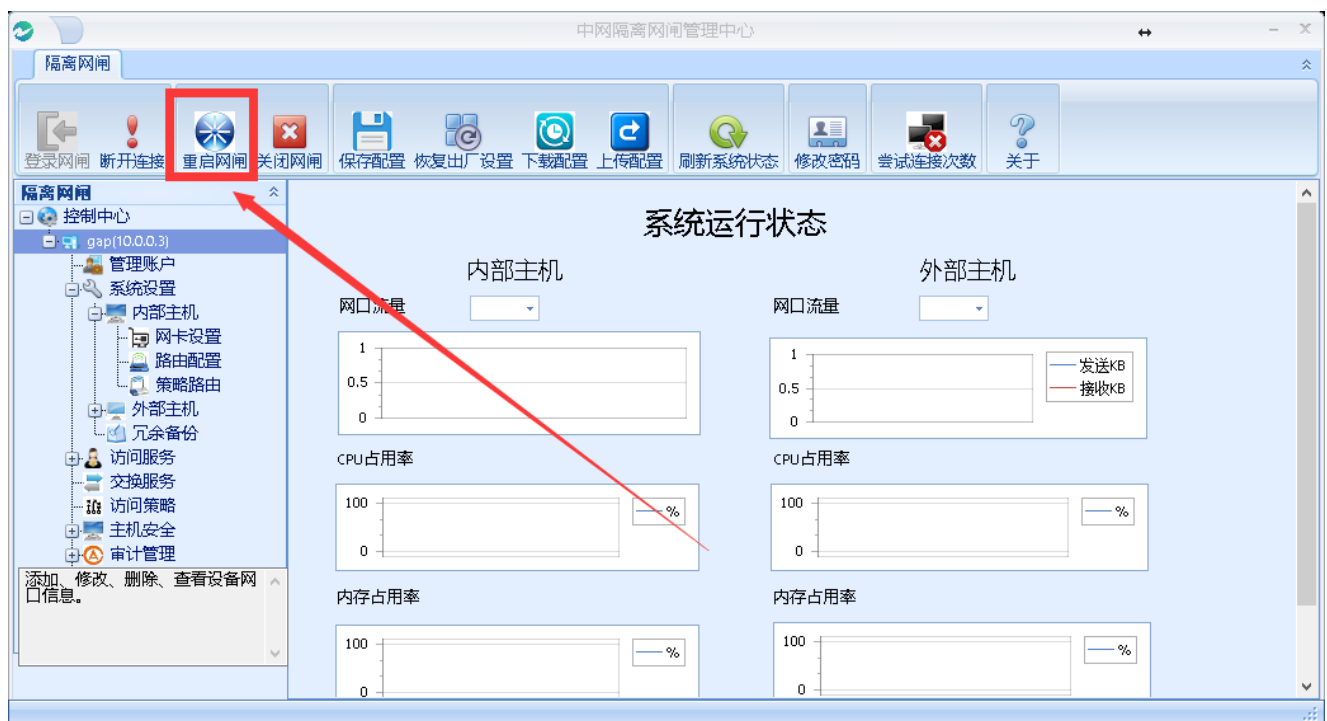 中网隔离网闸管理中心
隔离网闸
登录网闸 断开连接 重启网闸 关闭网闸 保存配置 恢复出厂设置 下载配置 上传配置 刷新系统状态 修改密码 尝试连接次数 关于
隔离网闸
控制中心
gap(10.0.0.3)
管理账户
系统设置
内部主机
网卡设置
路由配置
策略路由
外部主机
冗余备份
访问服务
交换服务
访问策略
主机安全
审计管理
添加、修改、删除、查看设备网
口信息。
系统运行状态
内部主机
网口流量
1
0.5
0
CPU占用率
100
0
%
内存占用率
100
0
%
外部主机
网口流量
1
0.5
0
发送KB
接收KB
CPU占用率
100
0
%
内存占用率
100
0
%